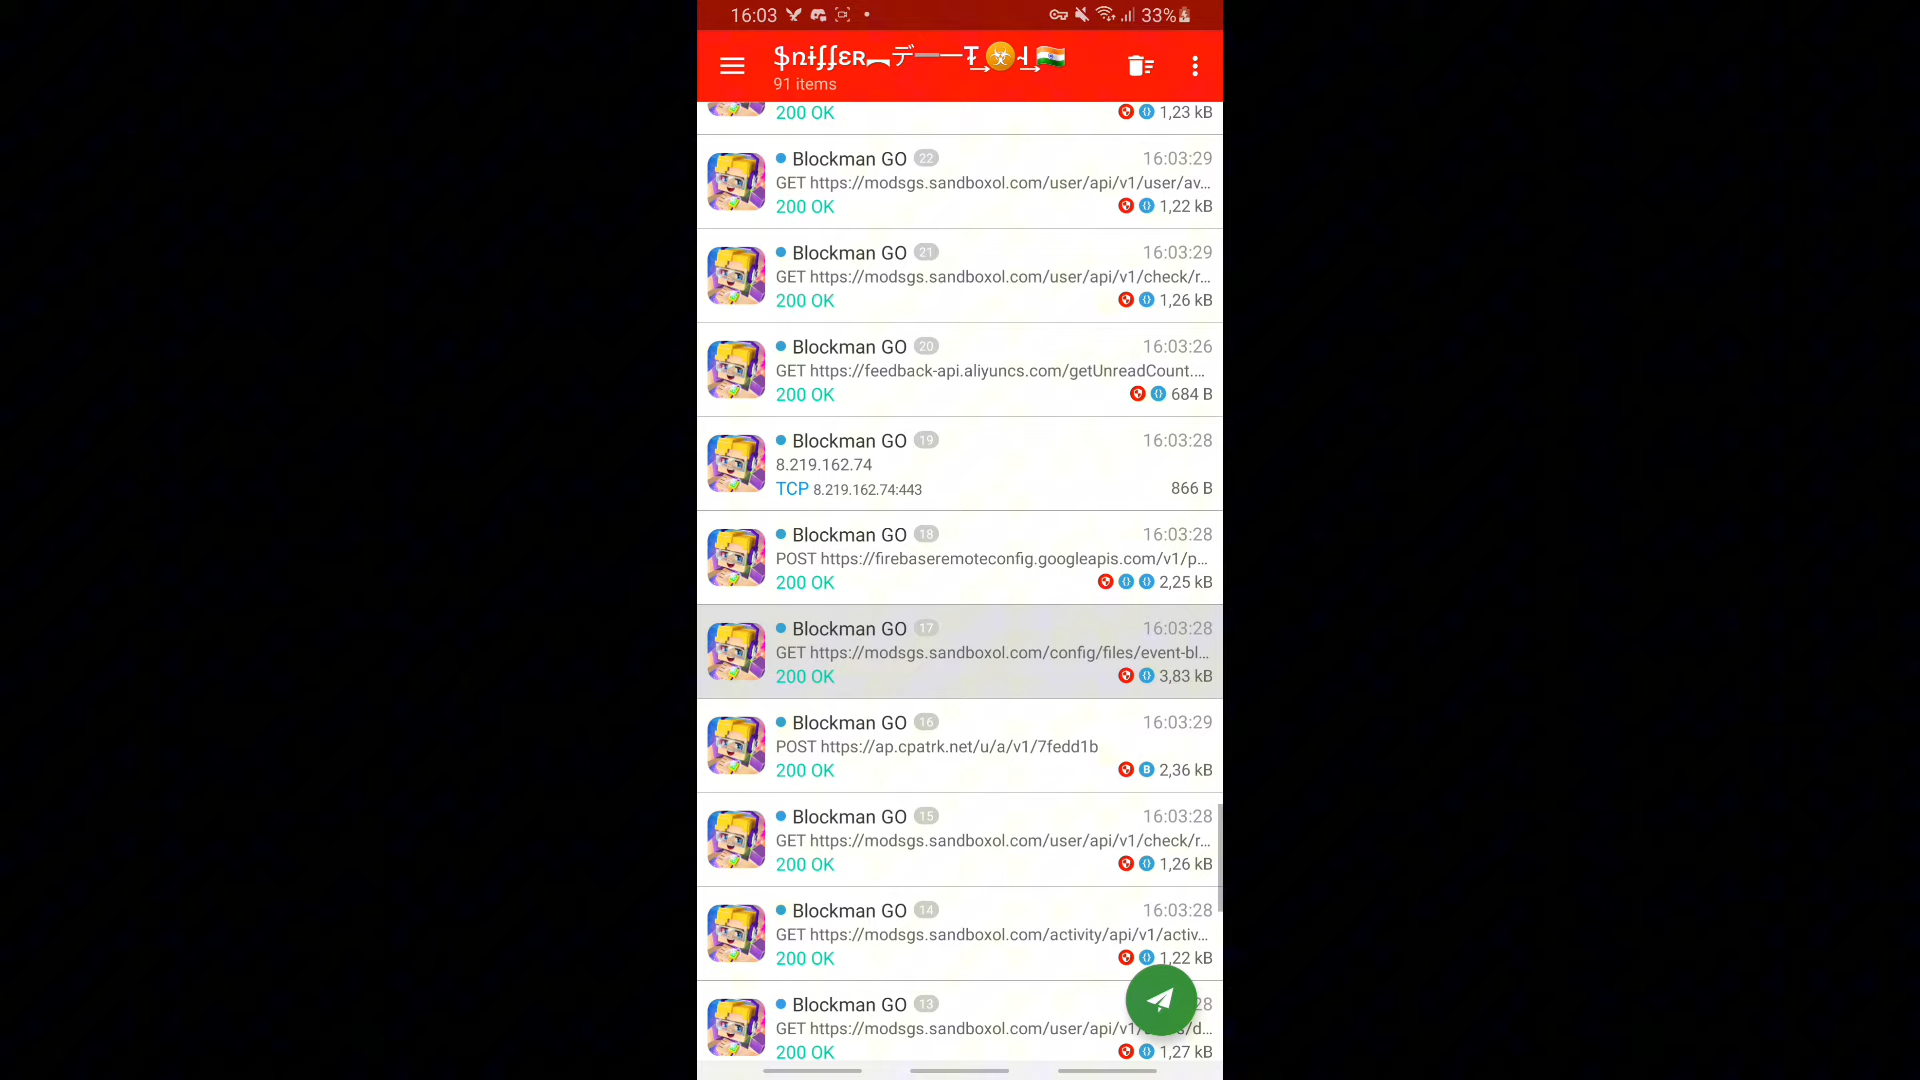 16:03 33%
$nɨʃʃɛʀ︻デ═一Ŧ͢☣️Ⱡ͢🇮🇳
91 items
200 OK 1,23 kB
Blockman GO 22 16:03:29
GET https://modsgs.sandboxol.com/user/api/v1/user/av...
200 OK 1,22 kB
Blockman GO 21 16:03:29
GET https://modsgs.sandboxol.com/user/api/v1/check/r...
200 OK 1,26 kB
Blockman GO 20 16:03:26
GET https://feedback-api.aliyuncs.com/getUnreadCount....
200 OK 684 B
Blockman GO 19 16:03:28
8.219.162.74
TCP 8.219.162.74:443 866 B
Blockman GO 18 16:03:28
POST https://firebaseremoteconfig.googleapis.com/v1/p...
200 OK 2,25 kB
Blockman GO 17 16:03:28
GET https://modsgs.sandboxol.com/config/files/event-bl...
200 OK 3,83 kB
Blockman GO 16 16:03:29
POST https://ap.cpatrk.net/u/a/v1/7fedd1b
200 OK B 2,36 kB
Blockman GO 15 16:03:28
GET https://modsgs.sandboxol.com/user/api/v1/check/r...
200 OK 1,26 kB
Blockman GO 14 16:03:28
GET https://modsgs.sandboxol.com/activity/api/v1/activ...
200 OK 1,22 kB
Blockman GO 13 28
GET https://modsgs.sandboxol.com/user/api/v1/ s/d...
200 OK 1,27 kB